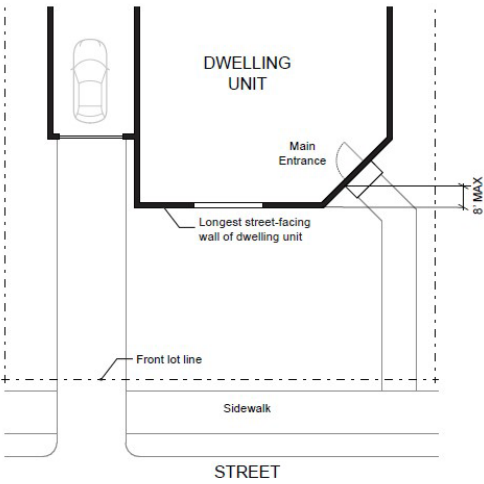 DWELLING
UNIT
Main
Entrance
8' MAX
Longest street-facing
wall of dwelling unit
Front lot line
Sidewalk
STREET